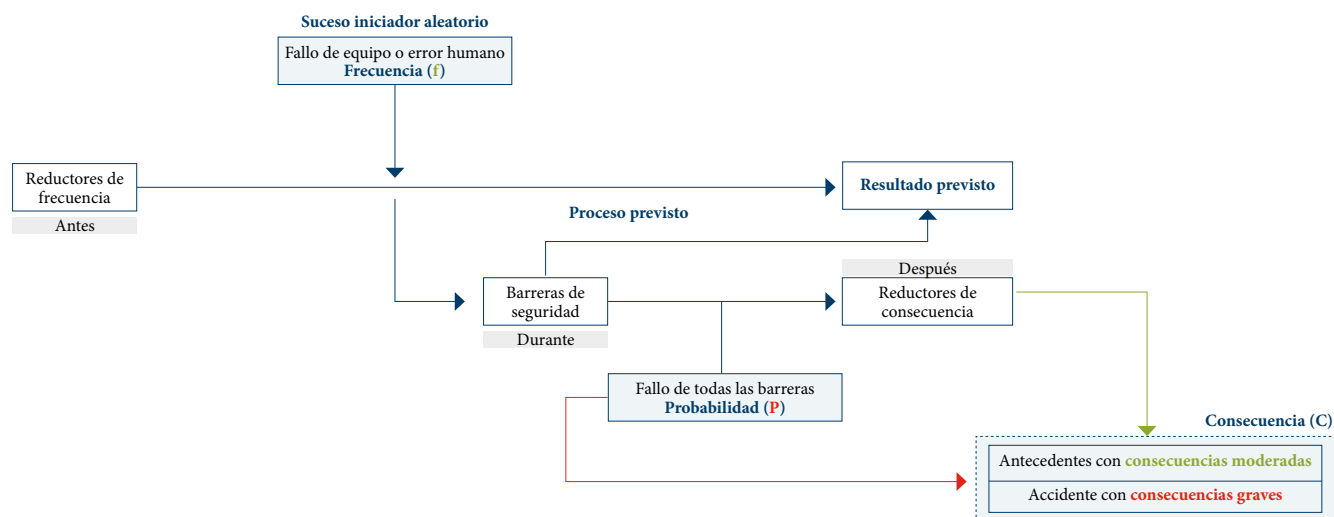 Suceso iniciador aleatorio
Fallo de equipo o error humano
Frecuencia (f)
Reductores de
frecuencia
Antes
Resultado previsto
Proceso previsto
Barreras de
seguridad
Durante
Después
Reductores de
consecuencia
Fallo de todas las barreras
Probabilidad (P)
Consecuencia (C)
Antecedentes con consecuencias moderadas
Accidente con consecuencias graves